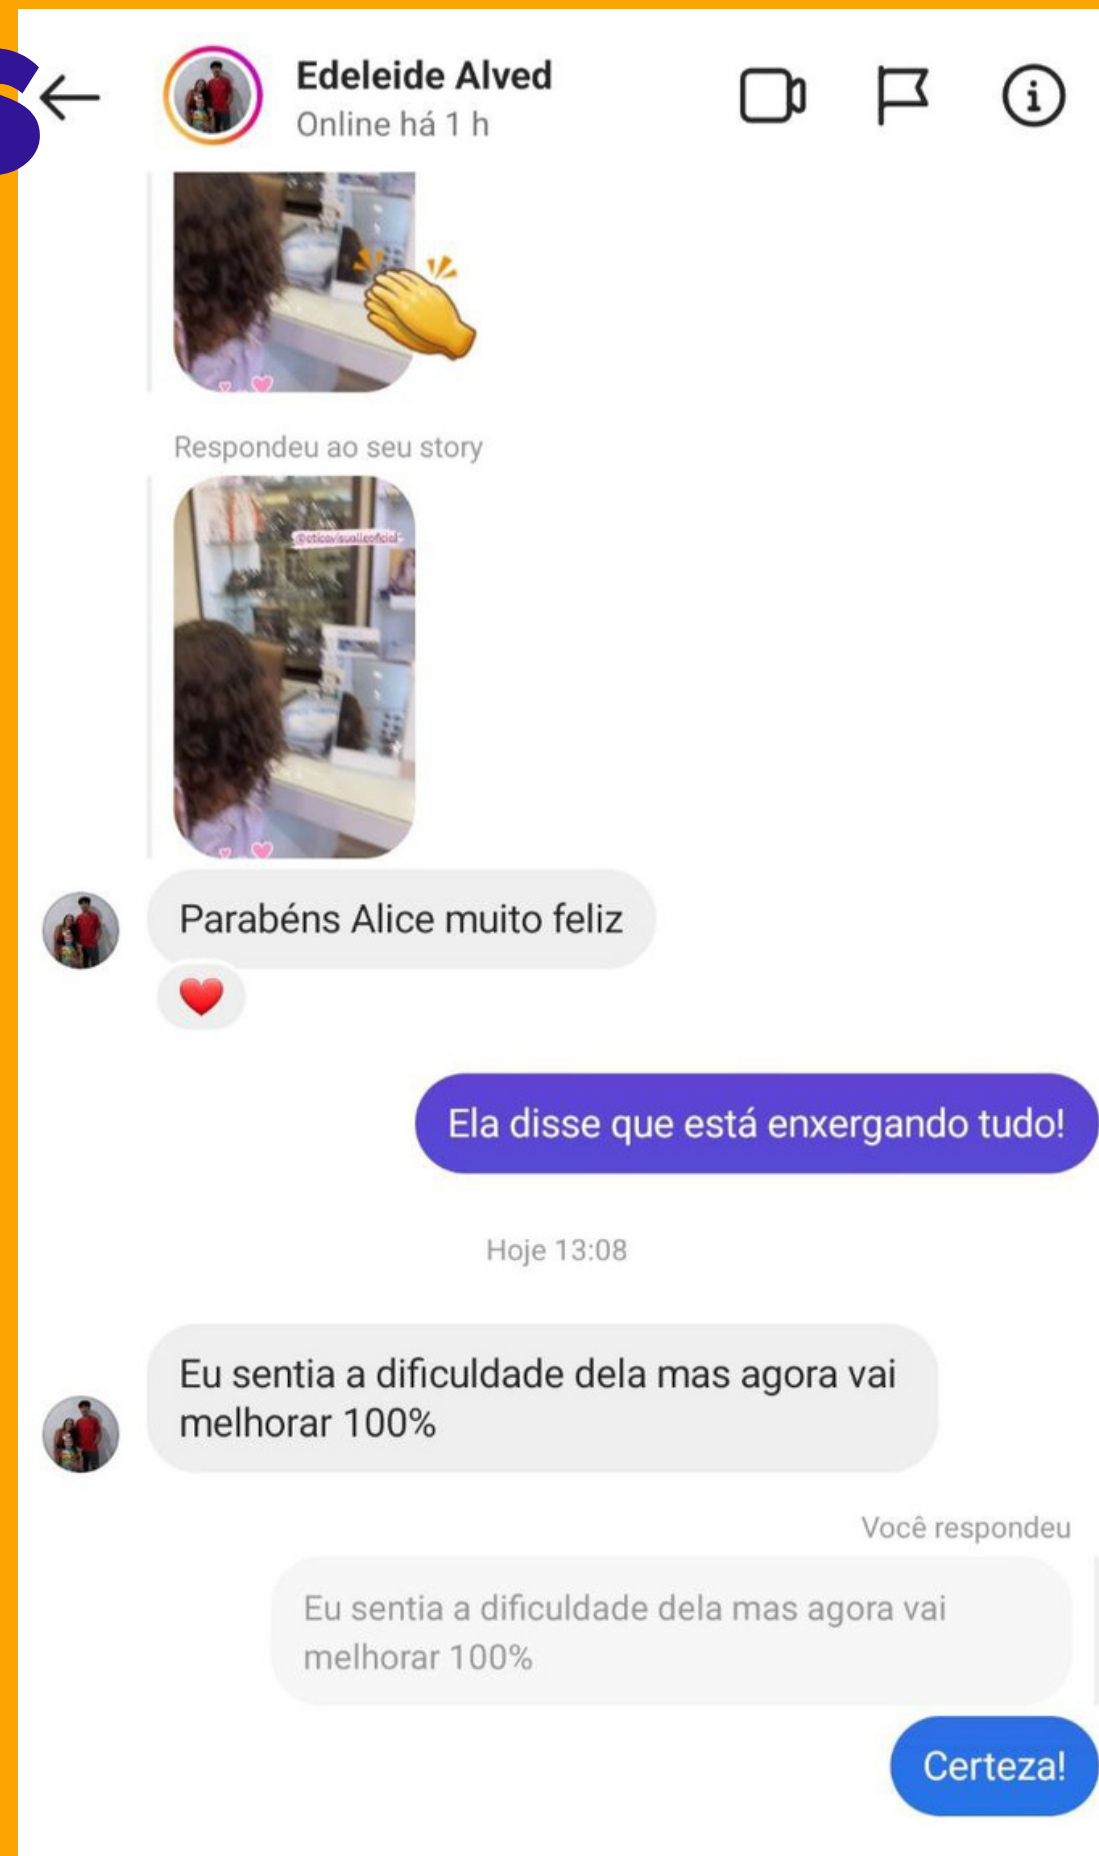 Edeleide Alved
Online há 1 h
Respondeu ao seu story
@oticavisualleoficial
Parabéns Alice muito feliz
Ela disse que está enxergando tudo!
Hoje 13:08
Eu sentia a dificuldade dela mas agora vai
melhorar 100%
Você respondeu
Eu sentia a dificuldade dela mas agora vai
melhorar 100%
Certeza!